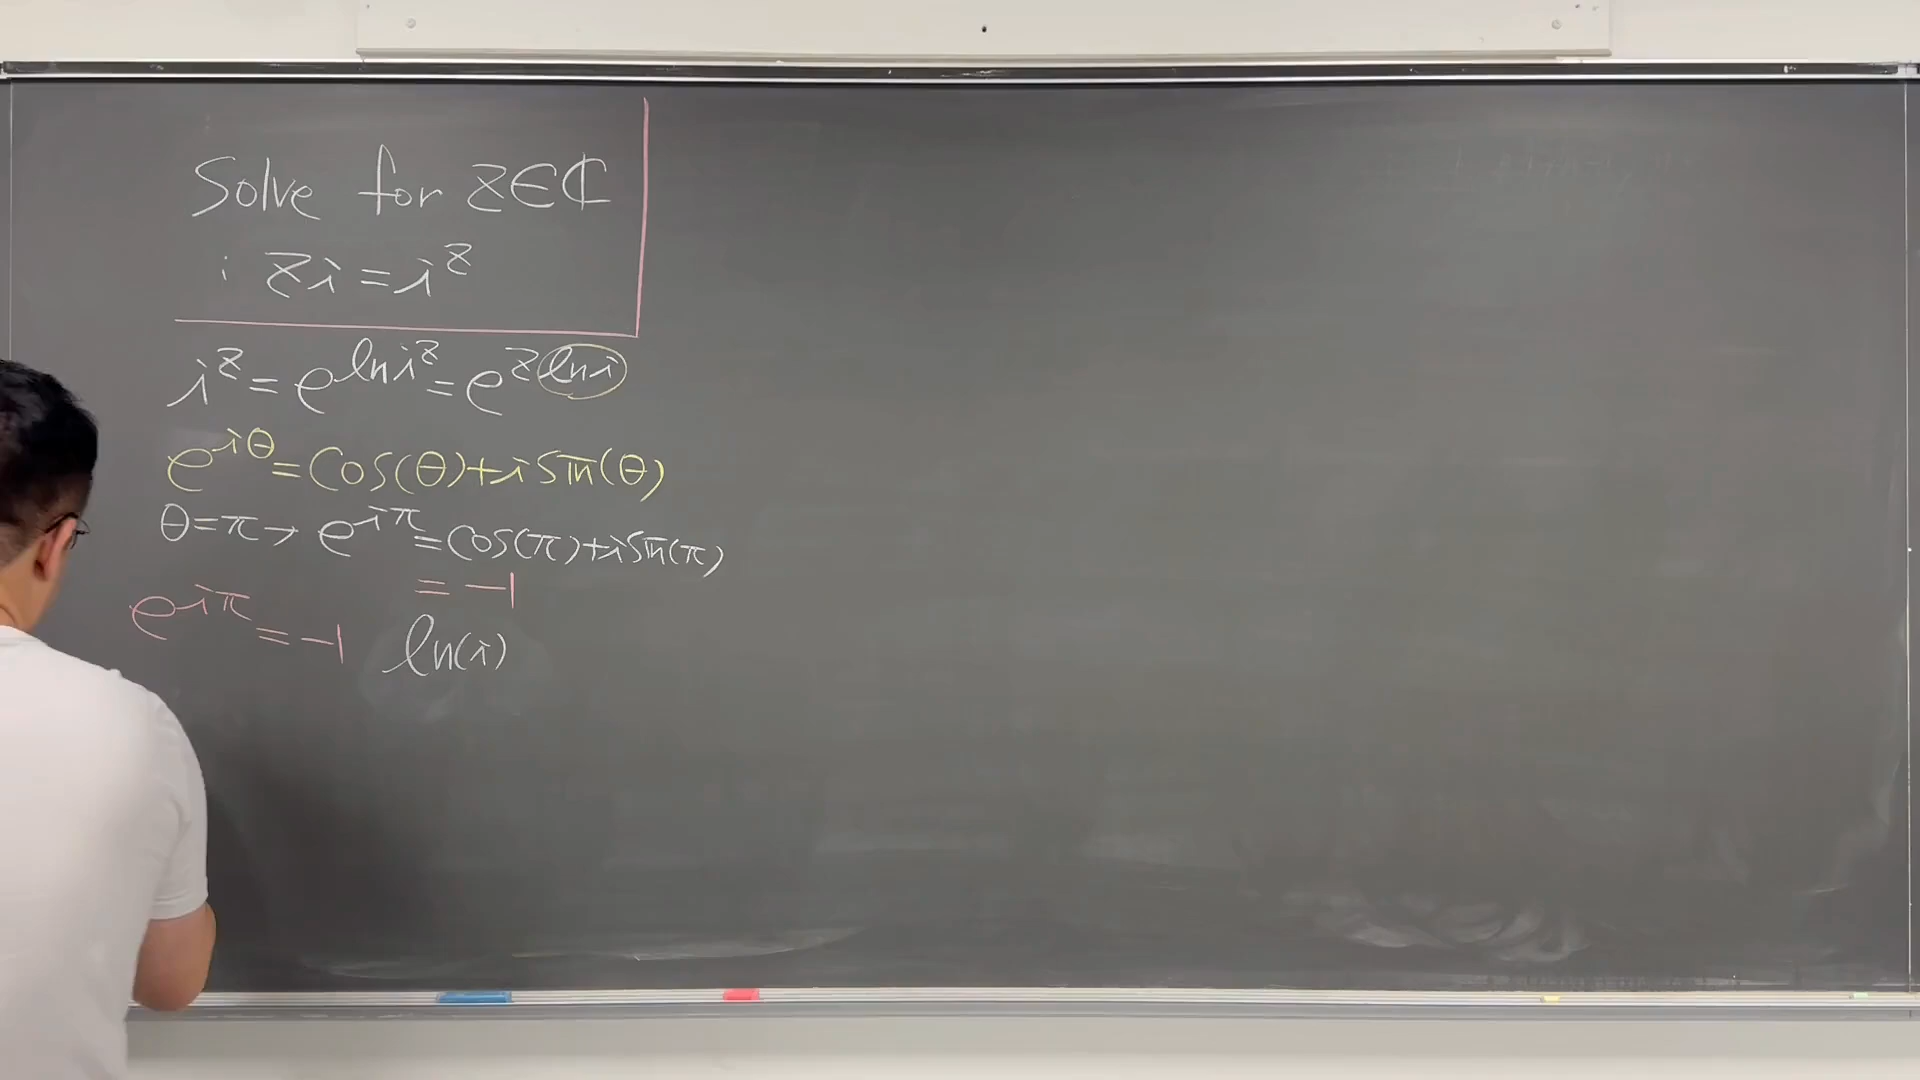 Solve for z∈ℂ
: zi = i^z
i^z = e^{ln i^z} = e^{z ln i}
e^{iθ} = cos(θ)+i sin(θ)
θ=π → e^{iπ} = cos(π)+i sin(π)
= -1
e^{iπ} = -1
ln(i)